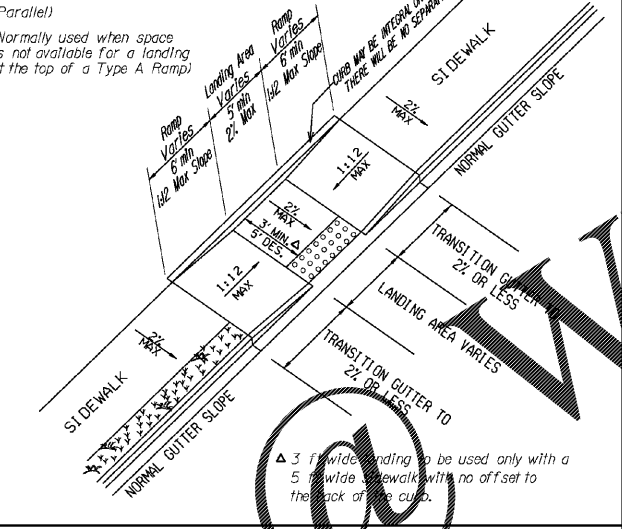 Parallel)
Normally used when space
s not available for a landing
t the top of a Type A Ramp)
Ramp
Varies
6' min
1:12 Max Slope
Landing Area
Varies
5' min
2% Max
Ramp
Varies
6' min
1:12 Max Slope
CURB MAY BE INTEGRAL OR
THERE WILL BE NO SEPARAT
SIDEWALK
2%
MAX
NORMAL GUTTER SLOPE
1:12
MAX
2%
MAX
3' MIN. Δ
5' DES.
1:12
MAX
TRANSITION GUTTER TO
2% OR LESS
LANDING AREA VARIES
TRANSITION GUTTER TO
2% OR LESS
2%
MAX
SIDEWALK
NORMAL GUTTER SLOPE
Δ 3 ft wide landing to be used only with a
5 ft wide sidewalk with no offset to
the back of the curb.
@ W